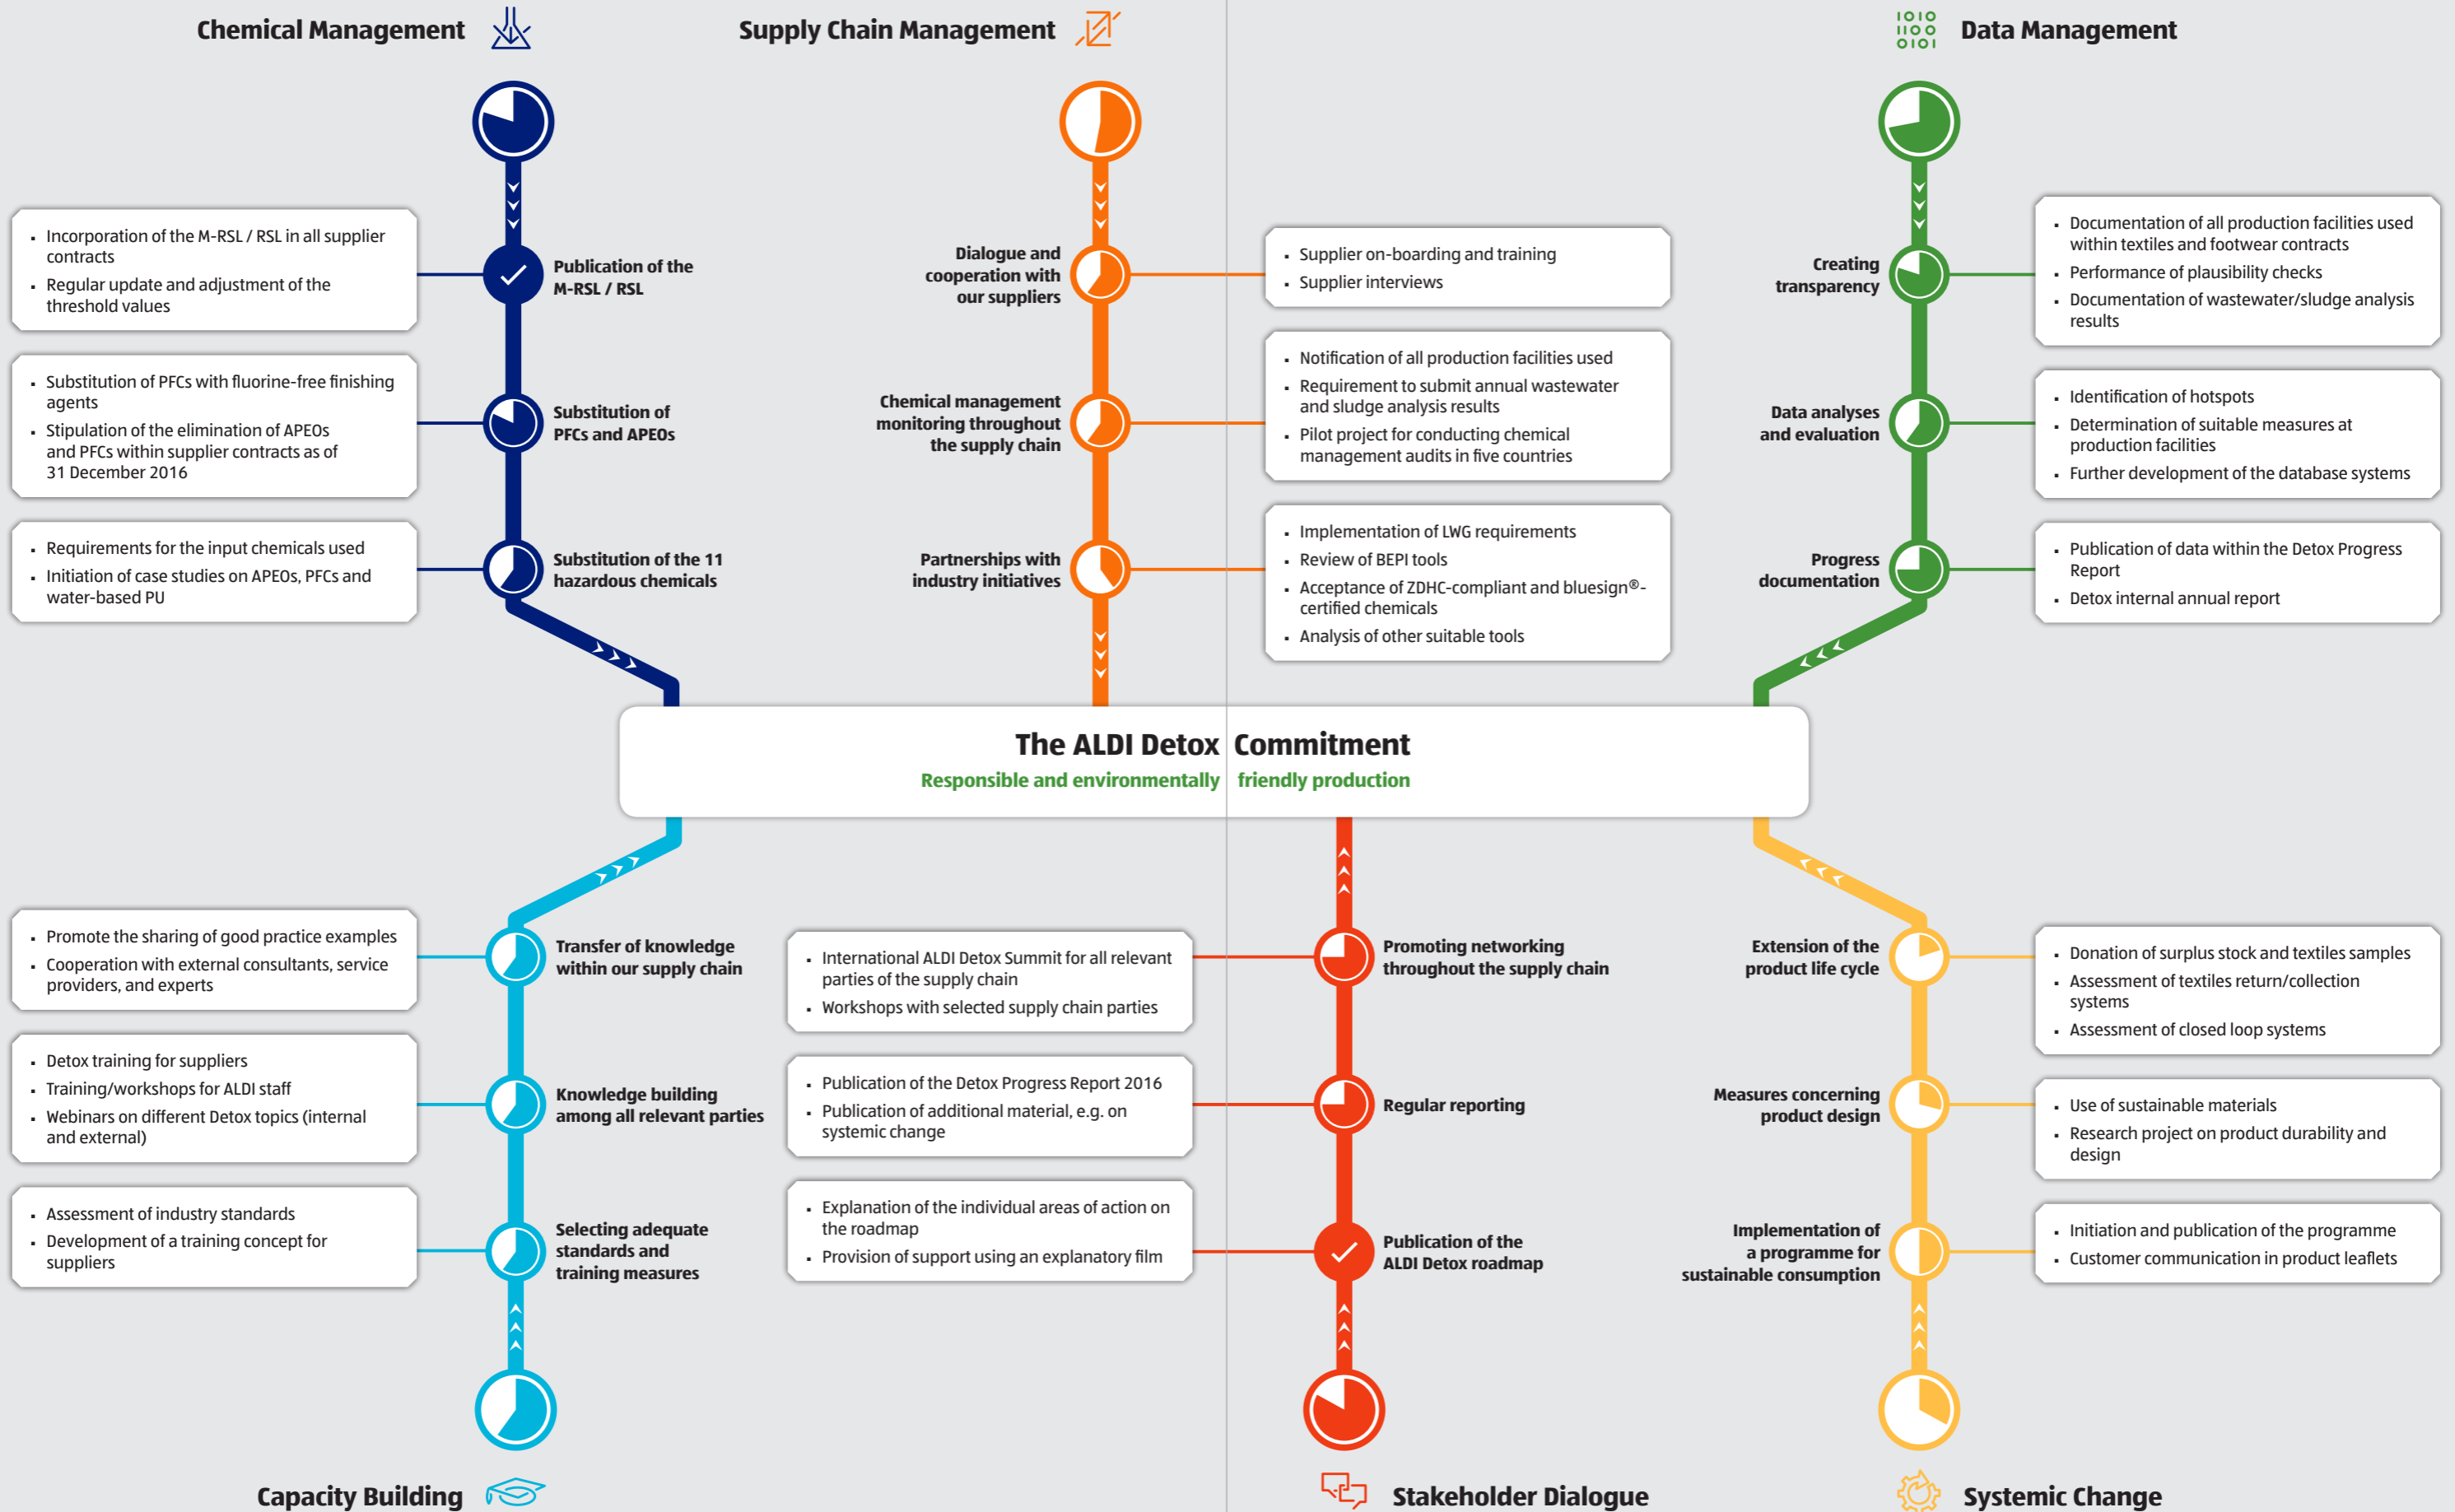 Chemical Management
Supply Chain Management
1010
1100
0101
Data Management
▪ Incorporation of the M-RSL / RSL in all supplier
contracts
▪ Regular update and adjustment of the
threshold values
Publication of the
M-RSL / RSL
▪ Substitution of PFCs with fluorine-free finishing
agents
▪ Stipulation of the elimination of APEOs
and PFCs within supplier contracts as of
31 December 2016
Substitution of
PFCs and APEOs
▪ Requirements for the input chemicals used
▪ Initiation of case studies on APEOs, PFCs and
water-based PU
Substitution of the 11
hazardous chemicals
Dialogue and
cooperation with
our suppliers
▪ Supplier on-boarding and training
▪ Supplier interviews
Chemical management
monitoring throughout
the supply chain
▪ Notification of all production facilities used
▪ Requirement to submit annual wastewater
and sludge analysis results
▪ Pilot project for conducting chemical
management audits in five countries
Partnerships with
industry initiatives
▪ Implementation of LWG requirements
▪ Review of BEPI tools
▪ Acceptance of ZDHC-compliant and bluesign®-
certified chemicals
▪ Analysis of other suitable tools
Creating
transparency
▪ Documentation of all production facilities used
within textiles and footwear contracts
▪ Performance of plausibility checks
▪ Documentation of wastewater/sludge analysis
results
Data analyses
and evaluation
▪ Identification of hotspots
▪ Determination of suitable measures at
production facilities
▪ Further development of the database systems
Progress
documentation
▪ Publication of data within the Detox Progress
Report
▪ Detox internal annual report
The ALDI Detox Commitment
Responsible and environmentally friendly production
▪ Promote the sharing of good practice examples
▪ Cooperation with external consultants, service
providers, and experts
Transfer of knowledge
within our supply chain
▪ Detox training for suppliers
▪ Training/workshops for ALDI staff
▪ Webinars on different Detox topics (internal
and external)
Knowledge building
among all relevant parties
▪ Assessment of industry standards
▪ Development of a training concept for
suppliers
Selecting adequate
standards and
training measures
▪ International ALDI Detox Summit for all relevant
parties of the supply chain
▪ Workshops with selected supply chain parties
Promoting networking
throughout the supply chain
▪ Publication of the Detox Progress Report 2016
▪ Publication of additional material, e.g. on
systemic change
Regular reporting
▪ Explanation of the individual areas of action on
the roadmap
▪ Provision of support using an explanatory film
Publication of the
ALDI Detox roadmap
Extension of the
product life cycle
▪ Donation of surplus stock and textiles samples
▪ Assessment of textiles return/collection
systems
▪ Assessment of closed loop systems
Measures concerning
product design
▪ Use of sustainable materials
▪ Research project on product durability and
design
Implementation of
a programme for
sustainable consumption
▪ Initiation and publication of the programme
▪ Customer communication in product leaflets
Capacity Building
Stakeholder Dialogue
Systemic Change